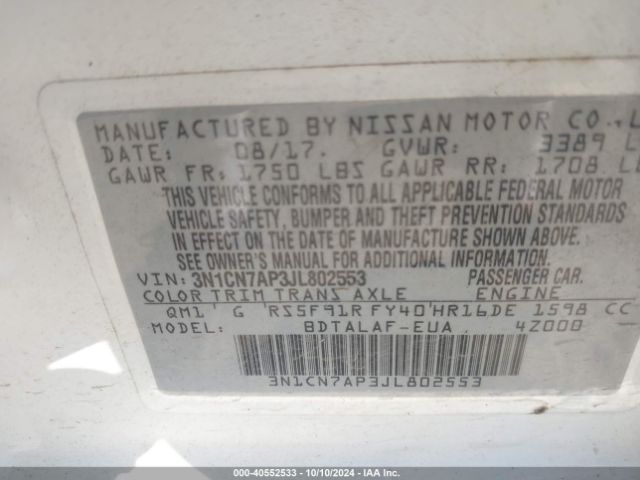 MANUFACTURED BY NISSAN MOTOR CO., L
DATE: 08/17. GVWR: 3389 L
GAWR FR: 1750 LBS GAWR RR: 1708 L
THIS VEHICLE CONFORMS TO ALL APPLICABLE FEDERAL MOTOR
VEHICLE SAFETY, BUMPER AND THEFT PREVENTION STANDARDS
IN EFFECT ON THE DATE OF MANUFACTURE SHOWN ABOVE.
SEE OWNER'S MANUAL FOR ADDITIONAL INFORMATION.
VIN: 3N1CN7AP3JL802553 PASSENGER CAR.
COLOR TRIM TRANS AXLE ENGINE
QM1 G RS5F91R FY40 HR16DE 1598 CC
MODEL: BDTALAF-EUA 4Z000
3N1CN7AP3JL802553
000-40552533 - 10/10/2024 - IAA Inc.